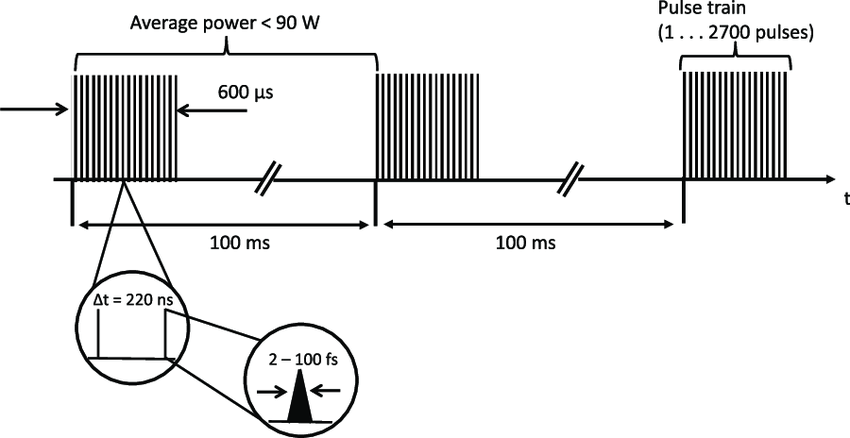 Average power < 90 W
Pulse train
(1 . . . 2700 pulses)
600 µs
t
100 ms
100 ms
Δt = 220 ns
2 – 100 fs